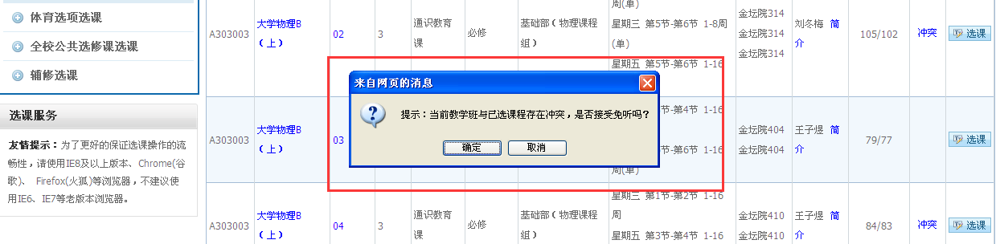 体育选项选课
全校公共选修课选课
辅修选课
选课服务
友情提示：为了更好的保证选课操作的流
畅性，请使用IE8及以上版本、Chrome(谷
歌)、 Firefox(火狐)等浏览器，不建议使
用IE6、IE7等老版本浏览器。
周(单)
A303003 大学物理B（上） 02 3 通识教育课 必修 基础部（物理课程组） 星期三 第5节-第6节 1-8周(单) 金坛院314 刘冬梅 简介 105/102 冲突 选课
金坛院314
金坛院314
星期五 第5节-第6节 1-16
来自网页的消息
提示：当前教学班与已选课程存在冲突，是否接受免听吗？
确定 取消
A303003 大学物理B（上） 03 金坛院404 王子煜 简介 79/77 选课
金坛院404
第4节 1-16
第6节 1-16
周(单)
A303003 大学物理B（上） 04 3 通识教育课 必修 基础部（物理课程组） 星期三 第1节-第2节 1-16周 金坛院410 王子煜 简介 84/83 冲突 选课
星期三 第3节-第4节 1-16 金坛院410